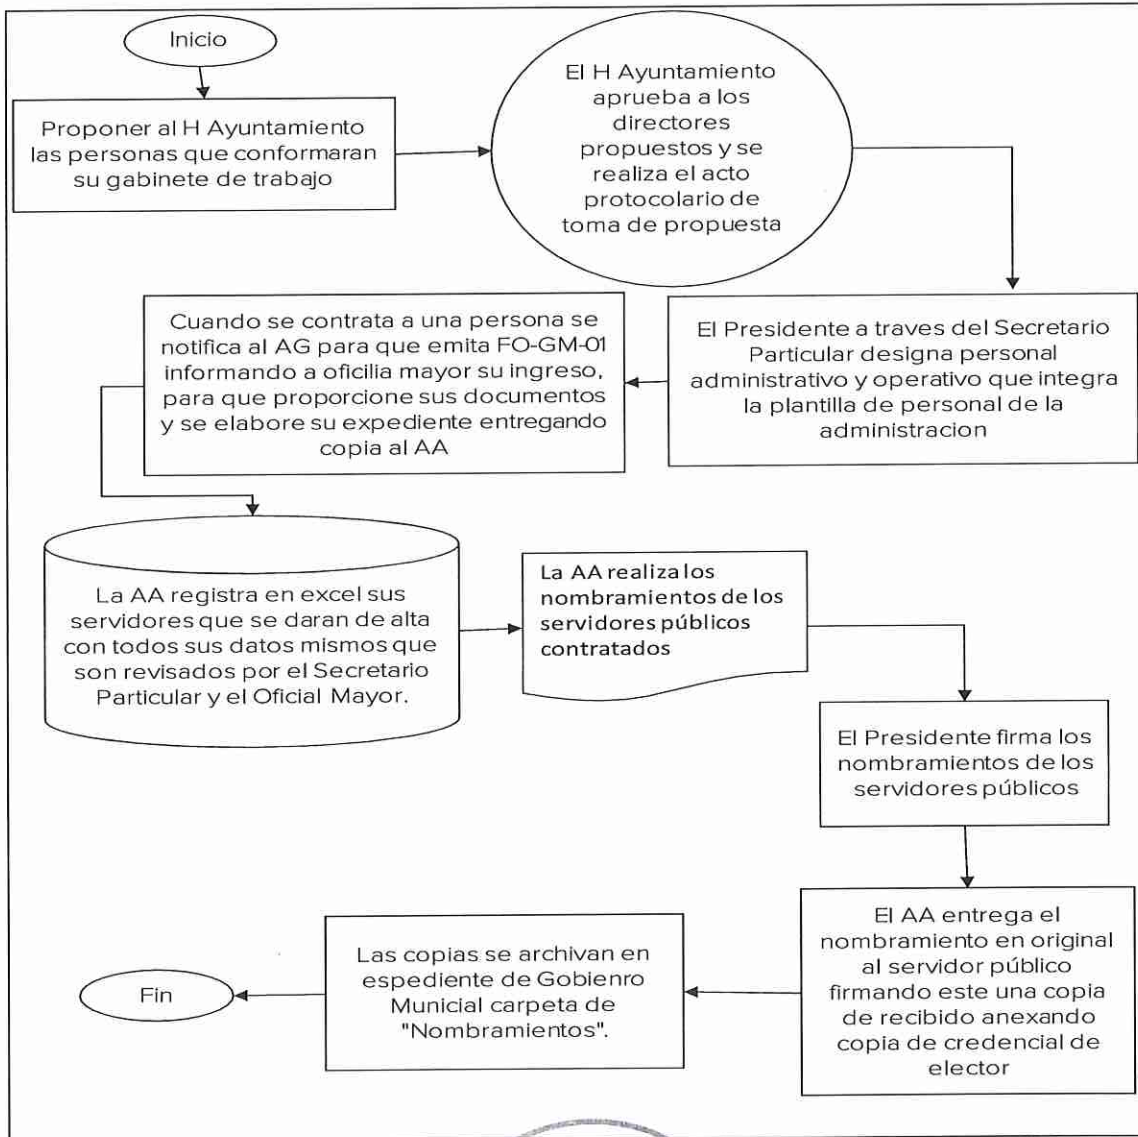 Inicio
Proponer al H Ayuntamiento
las personas que conformaran
su gabinete de trabajo
El H Ayuntamiento
aprueba a los
directores
propuestos y se
realiza el acto
protocolario de
toma de propuesta
El Presidente a traves del Secretario
Particular designa personal
administrativo y operativo que integra
la plantilla de personal de la
administracion
Cuando se contrata a una persona se
notifica al AG para que emita FO-GM-01
informando a oficilia mayor su ingreso,
para que proporcione sus documentos
y se elabore su expediente entregando
copia al AA
La AA registra en excel sus
servidores que se daran de alta
con todos sus datos mismos que
son revisados por el Secretario
Particular y el Oficial Mayor.
La AA realiza los
nombramientos de los
servidores públicos
contratados
El Presidente firma los
nombramientos de los
servidores públicos
El AA entrega el
nombramiento en original
al servidor público
firmando este una copia
de recibido anexando
copia de credencial de
elector
Las copias se archivan en
espediente de Gobienro
Municial carpeta de
"Nombramientos".
Fin